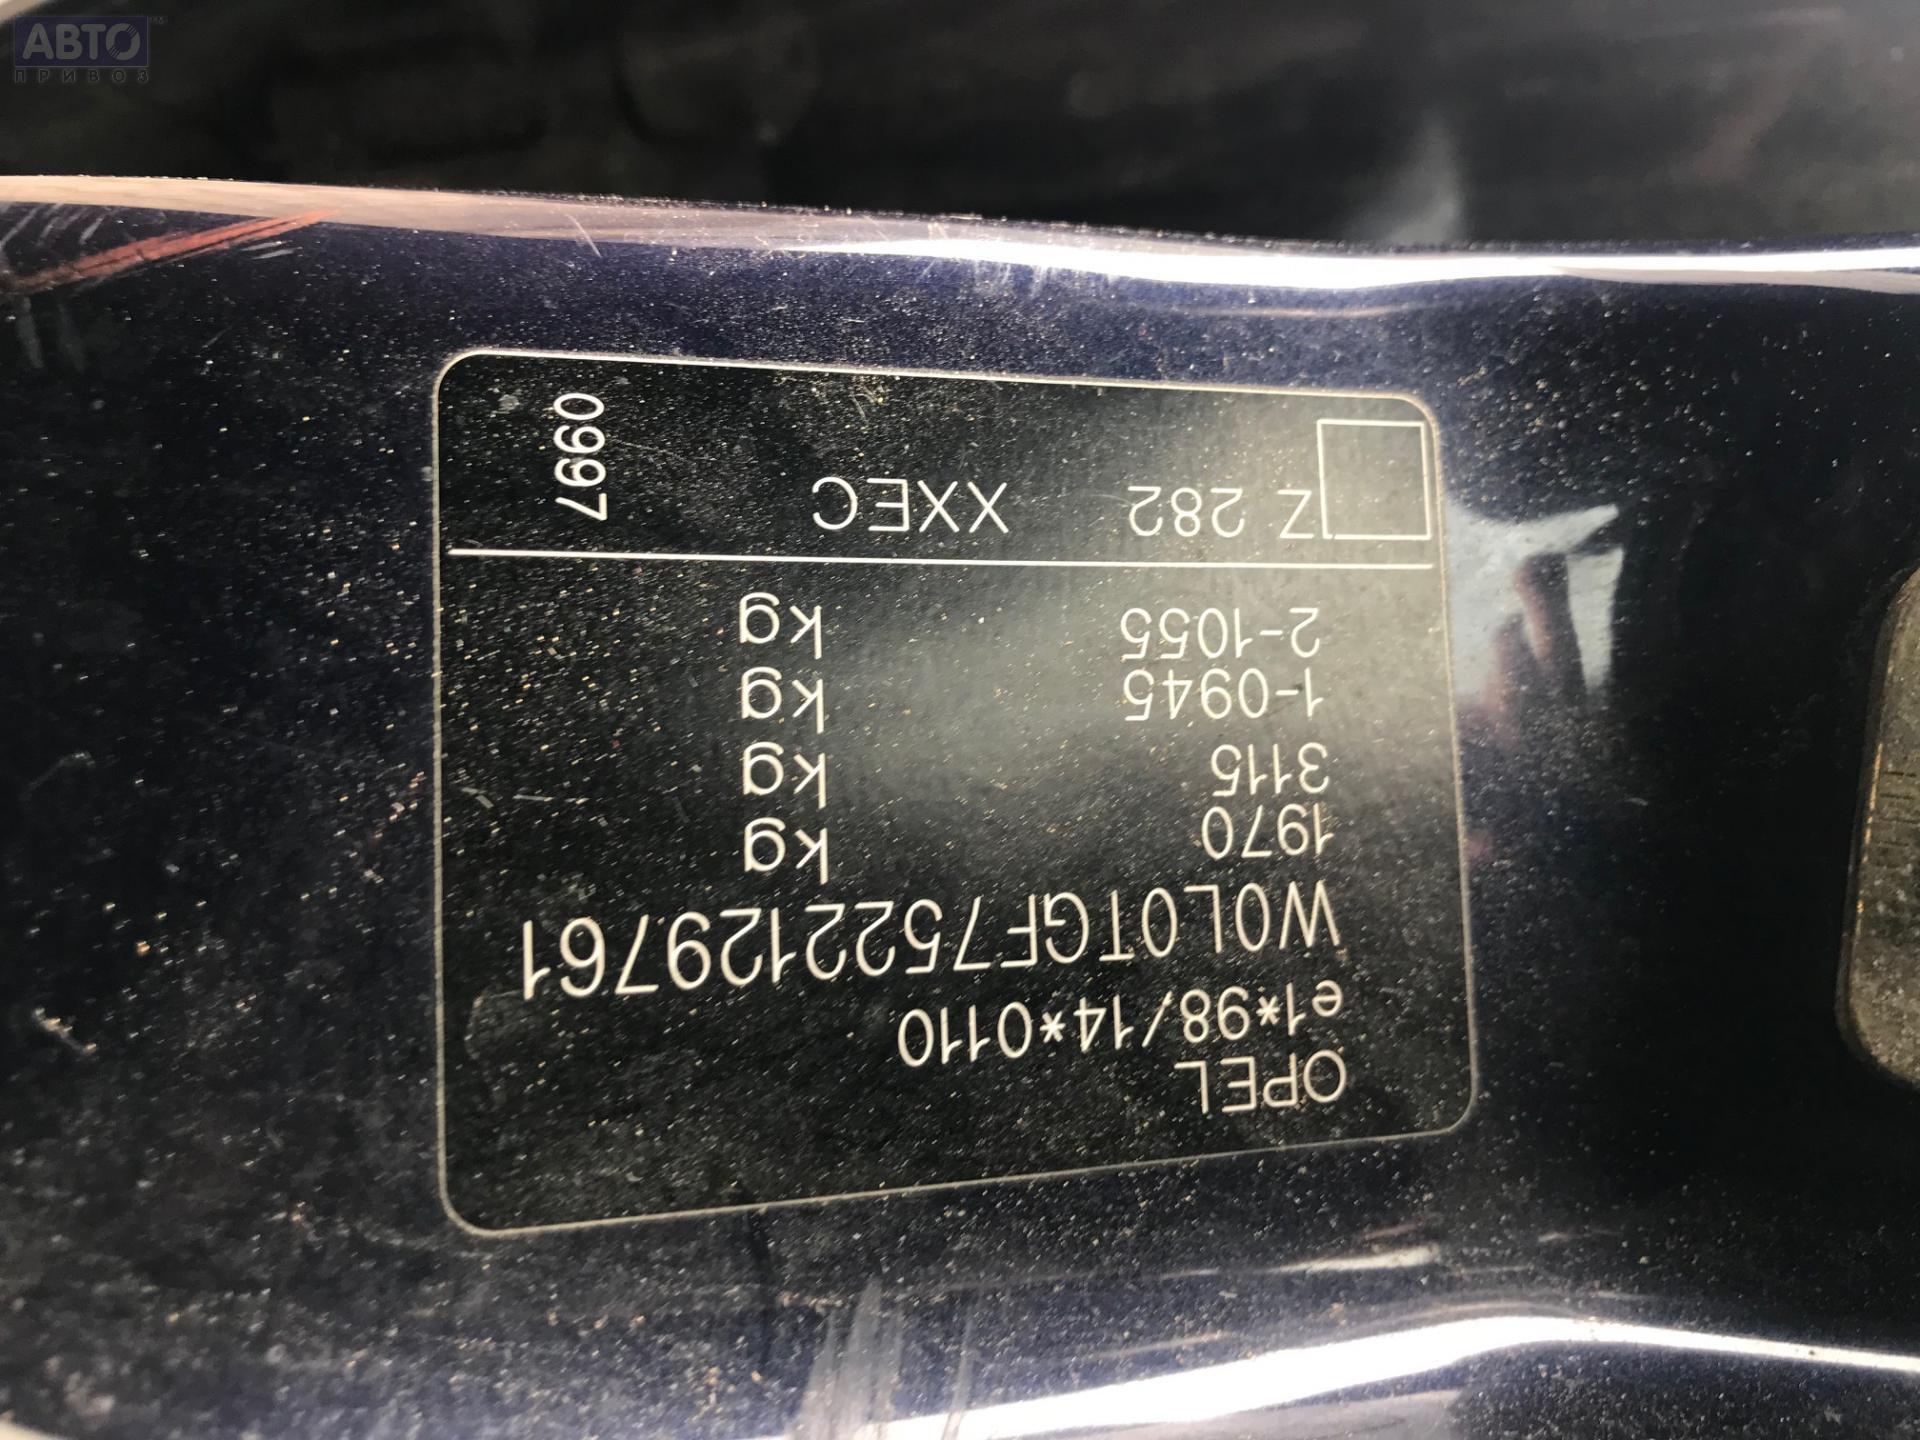 АВТО
ПРИВОЗ
OPEL
e1*98/14*0110
W0L0TGF7522129761
1970 kg
3115 kg
1-0945 kg
2-1055 kg
Z 282 XXEC
0997